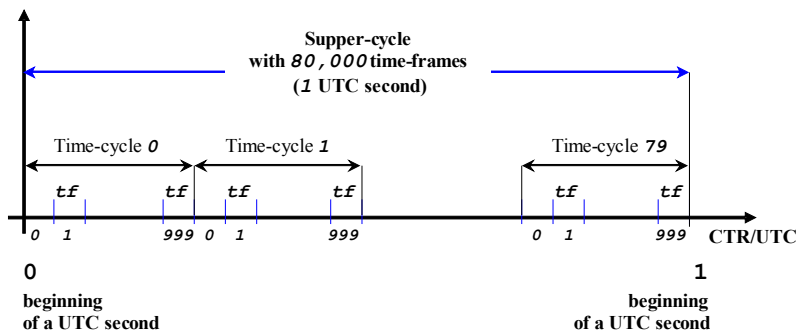 Supper-cycle
with 80,000 time-frames
(1 UTC second)
Time-cycle 0 Time-cycle 1 Time-cycle 79
tf tf tf tf tf tf
0 1 999 0 1 999 0 1 999 CTR/UTC
0 1
beginning beginning
of a UTC second of a UTC second